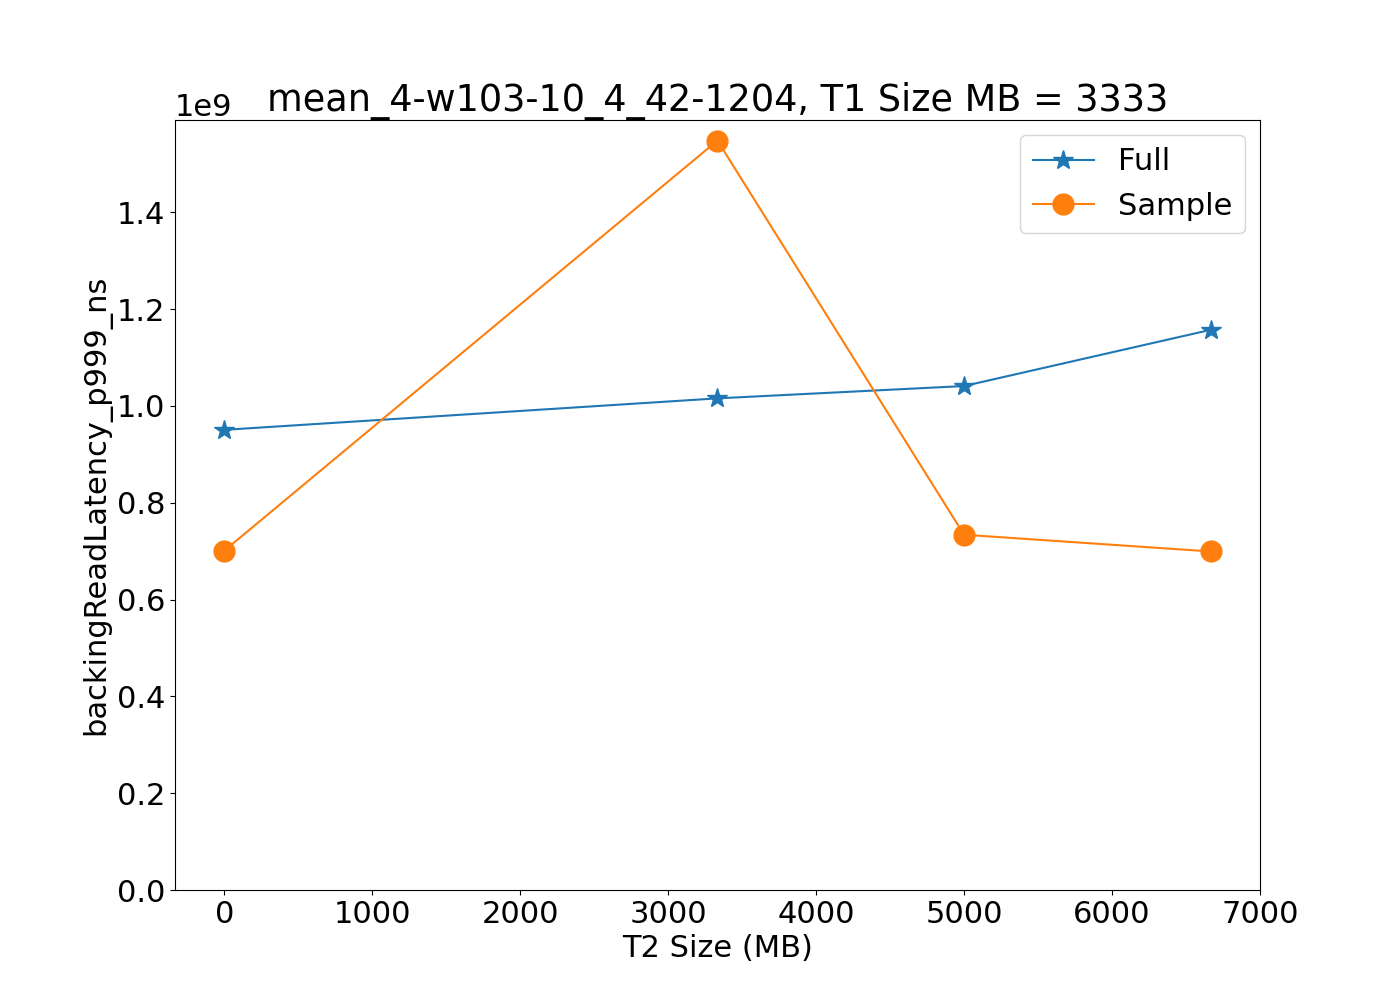 mean_4-w103-10_4_42-1204, T1 Size MB = 3333
1e9
Full
Sample
1.4
1.2
1.0
0.8
0.6
0.4
0.2
0.0
backingReadLatency_p999_ns
0 1000 2000 3000 4000 5000 6000 7000
T2 Size (MB)